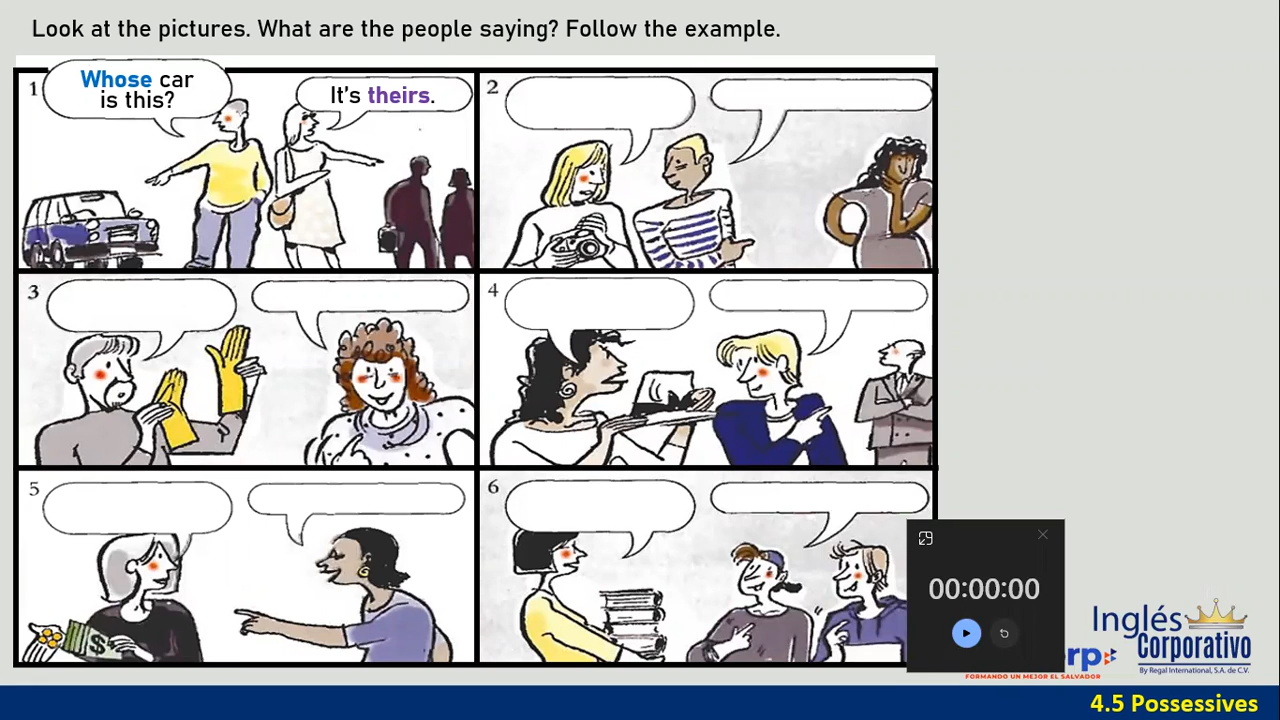 Look at the pictures. What are the people saying? Follow the example.
1
Whose car
is this?
It's theirs.
2
3
4
5
6
$
00:00:00
Inglés
Corporativo
By Regal International, S.A. de C.V.
rp
FORMANDO UN MEJOR EL SALVADOR
4.5 Possessives